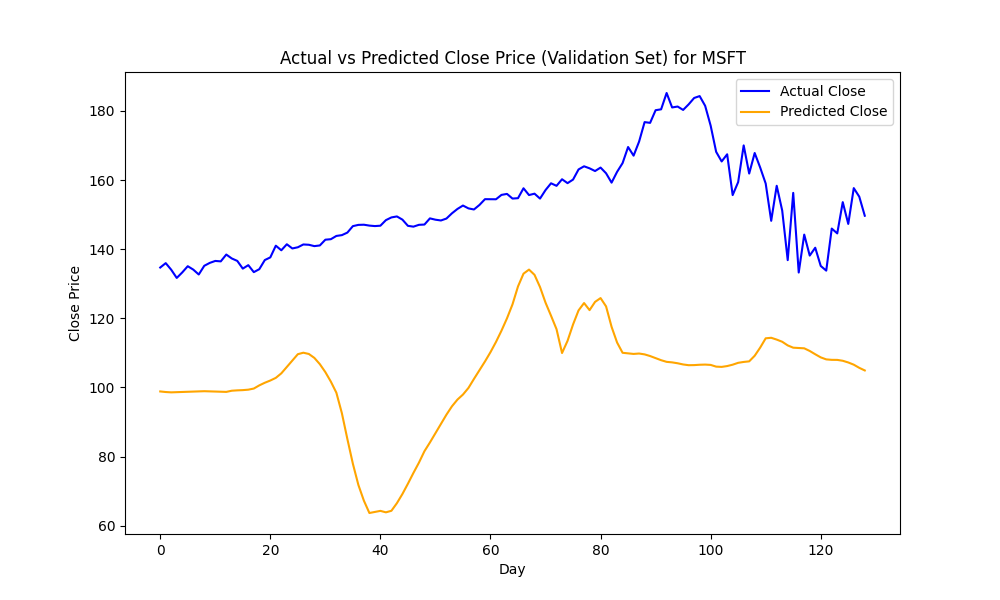 Actual vs Predicted Close Price (Validation Set) for MSFT
Actual Close
Predicted Close
Close Price
180
160
140
120
100
80
60
0 20 40 60 80 100 120
Day